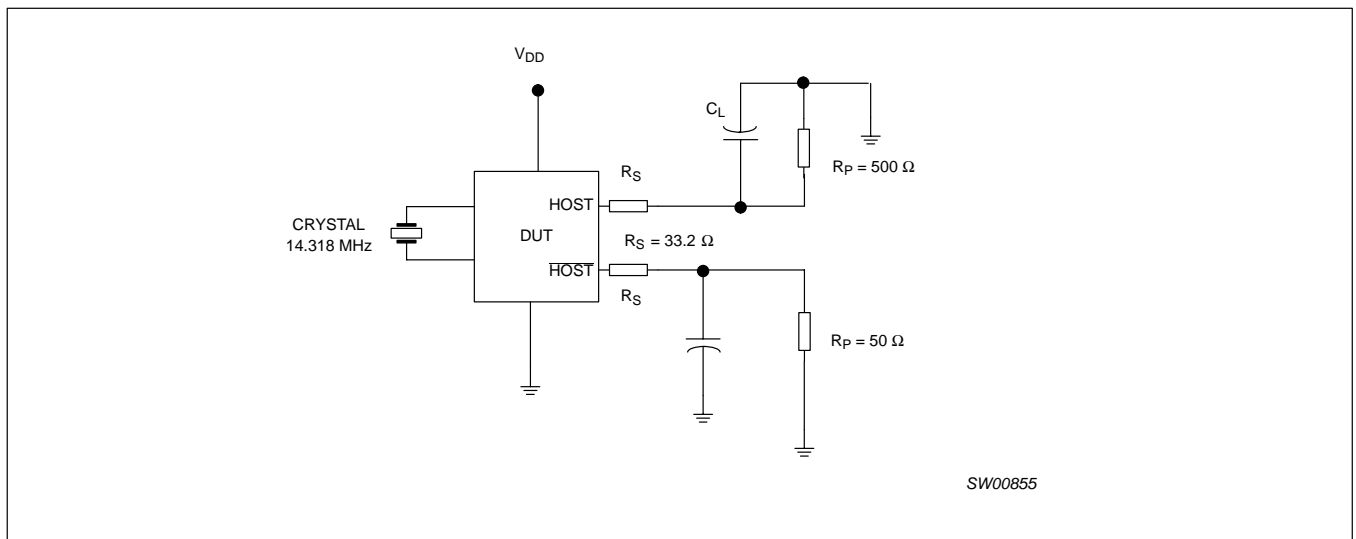 VDD
CL
RP = 500 Ω
RS
HOST
CRYSTAL
14.318 MHz
DUT
RS = 33.2 Ω
HOST
RS
RP = 50 Ω
SW00855